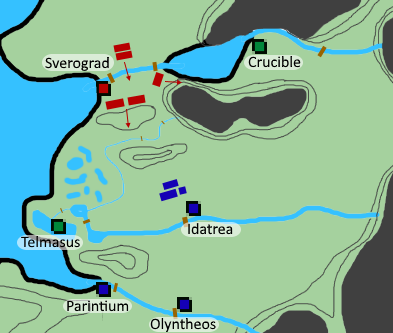 Sverograd
Crucible
Idatrea
Telmasus
Parintium
Olyntheos